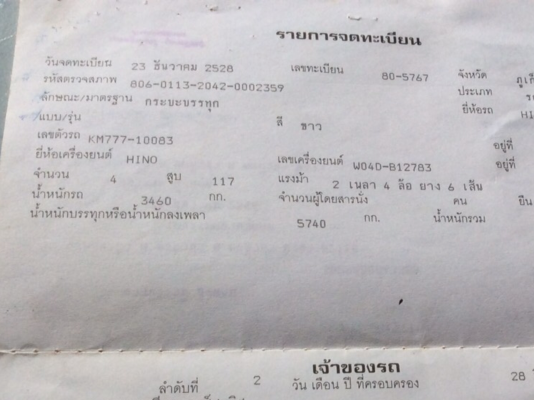 รายการจดทะเบียน
วันจดทะเบียน 23 ธันวาคม 2528 เลขทะเบียน 80-5767 จังหวัด ภูเก็
รหัสตรวจสภาพ 806-0113-2042-0002359 ประเภท
ลักษณะ/มาตรฐาน กระบะบรรทุก ยี่ห้อรถ HI
แบบ/รุ่น สี ขาว
เลขตัวรถ KM777-10083 อยู่ที่
ยี่ห้อเครื่องยนต์ HINO เลขเครื่องยนต์ W04D-B12783 อยู่ที่
จำนวน 4 สูบ 117 แรงม้า 2 เพลา 4 ล้อ ยาง 6 เส้น
น้ำหนักรถ 3460 กก. จำนวนผู้โดยสารนั่ง คน ยืน
น้ำหนักบรรทุกหรือน้ำหนักลงเพลา 5740 กก. น้ำหนักรวม
เจ้าของรถ
ลำดับที่ 2 วัน เดือน ปี ที่ครอบครอง 28